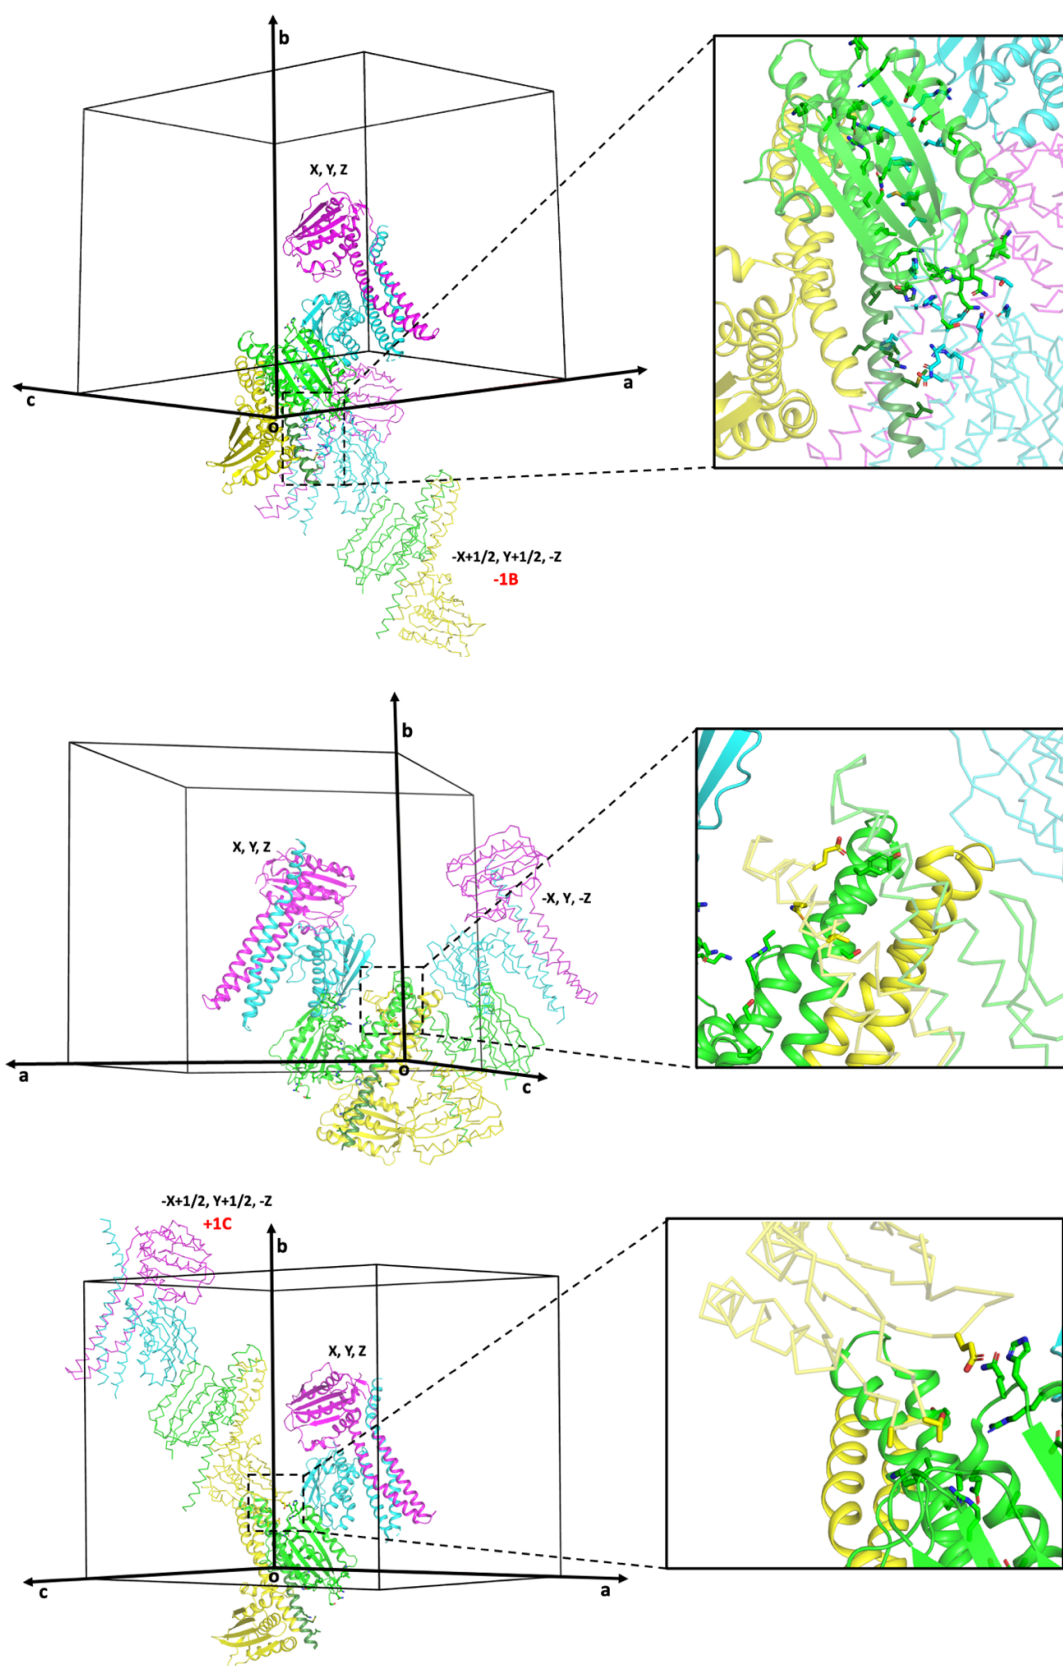 b
X, Y, Z
c
a
o
-X+1/2, Y+1/2, -Z
-1B
b
X, Y, Z
-X, Y, -Z
a
o
c
-X+1/2, Y+1/2, -Z
+1C
b
X, Y, Z
c
o
a